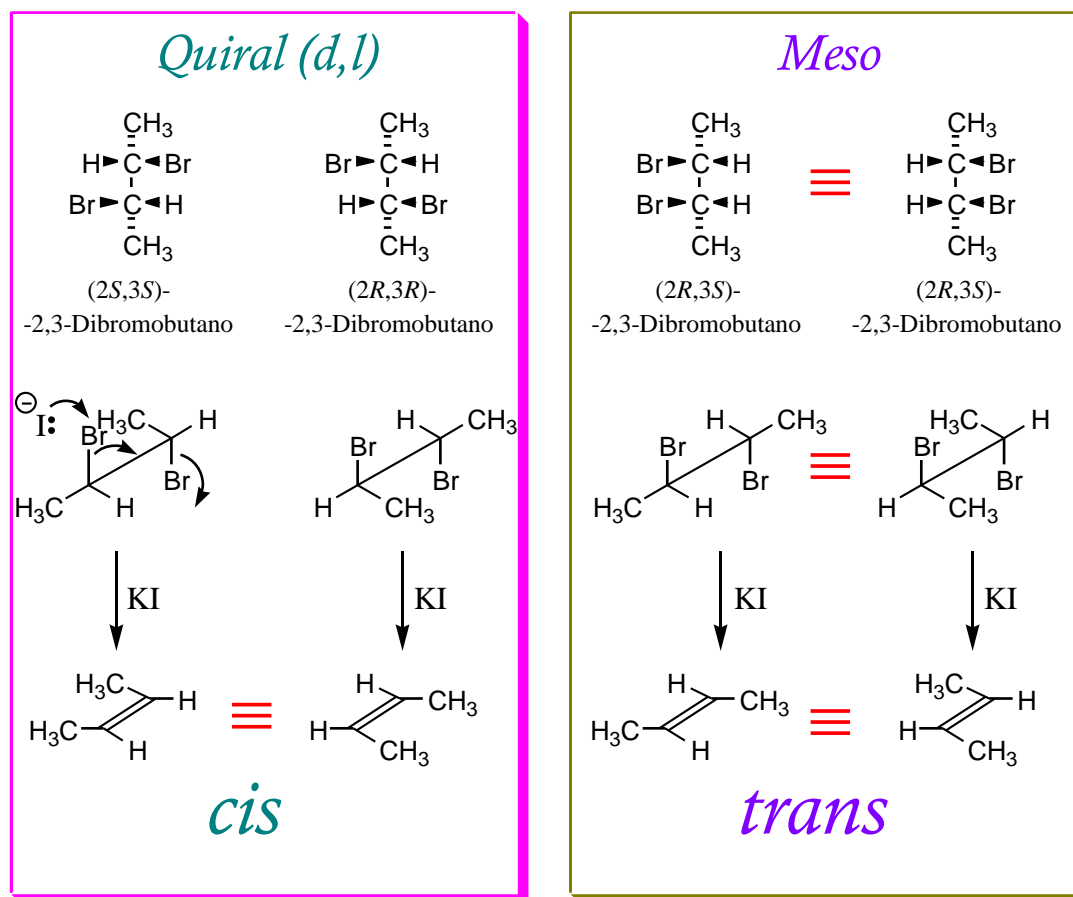 Quiral (d,l)
CH3 CH3
H C Br Br C H
Br C H H C Br
CH3 CH3
(2S,3S)- (2R,3R)-
-2,3-Dibromobutano -2,3-Dibromobutano
− I: Br H3C H H CH3
Br
Br Br
H3C H H CH3
KI KI
H3C H H CH3
H3C H H CH3
cis
Meso
CH3 CH3
Br C H H C Br
Br C H H C Br
CH3 CH3
(2R,3S)- (2R,3S)-
-2,3-Dibromobutano -2,3-Dibromobutano
H CH3 H3C H
Br Br
Br Br
H3C H H CH3
KI KI
H CH3 H3C H
H3C H H CH3
trans